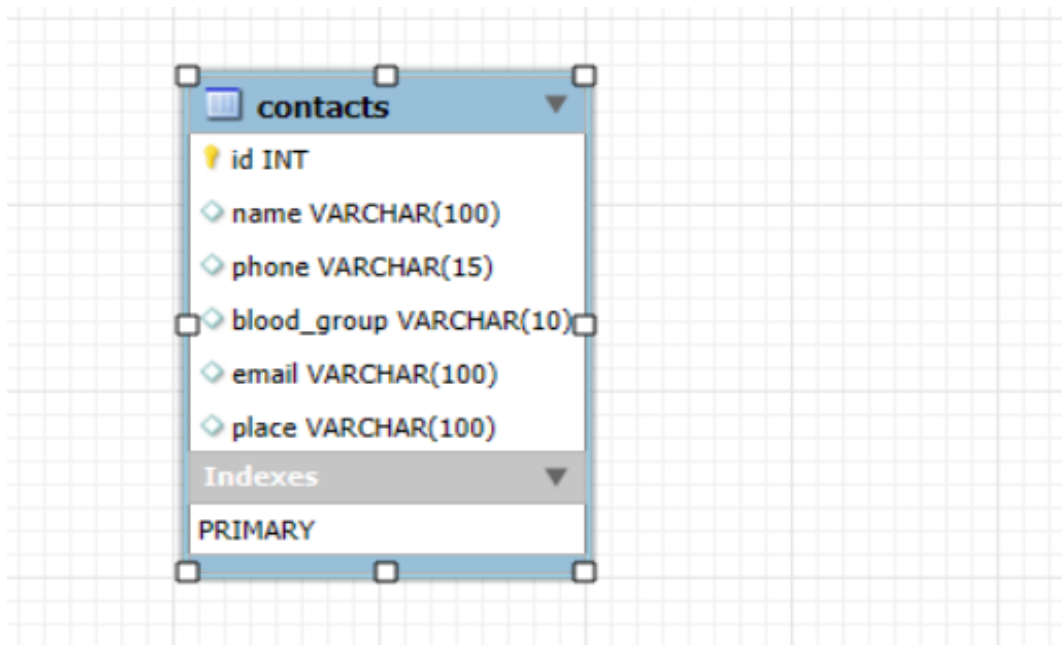 contacts
id INT
name VARCHAR(100)
phone VARCHAR(15)
blood_group VARCHAR(10)
email VARCHAR(100)
place VARCHAR(100)
Indexes
PRIMARY